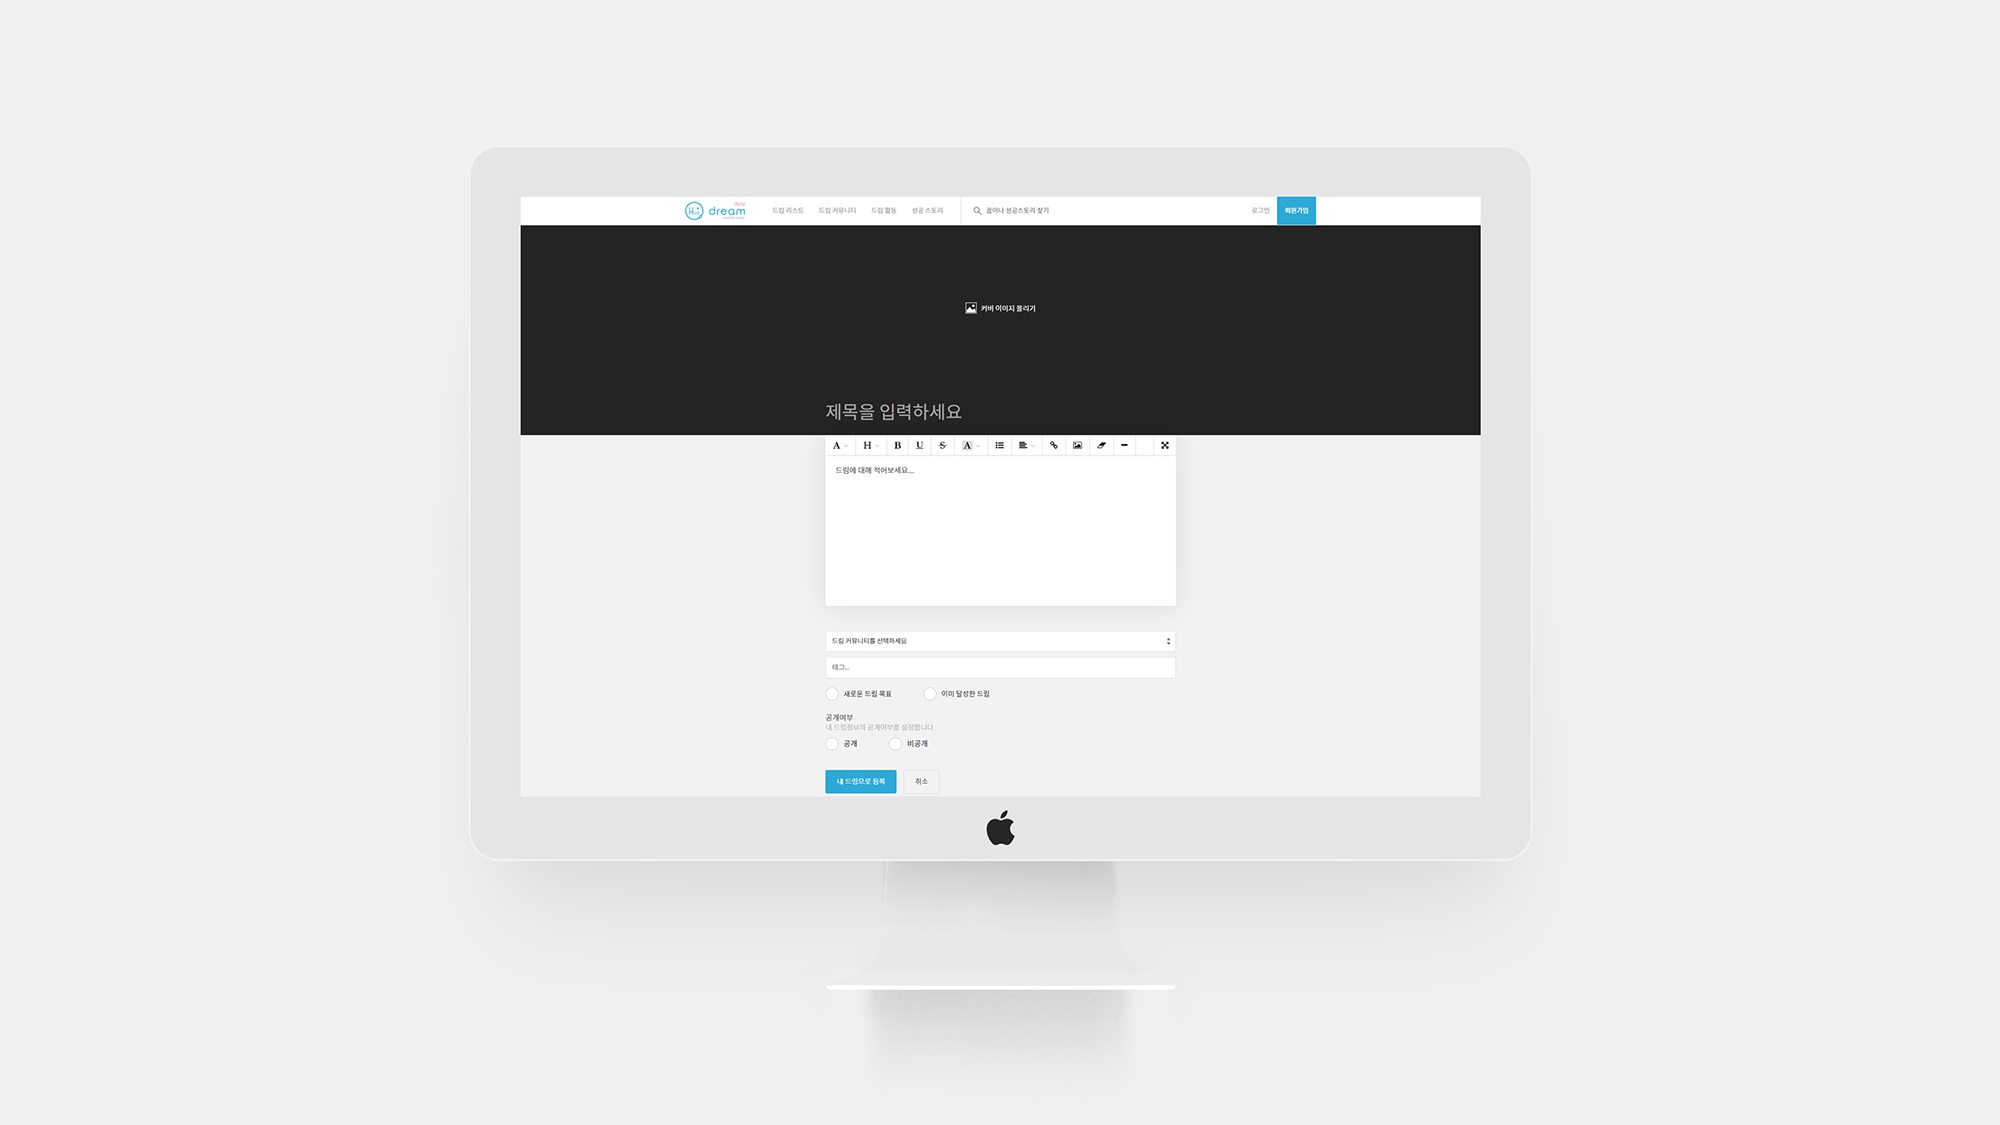 dream
드림 리스트
드림 커뮤니티
드림 활동
성공 스토리
꿈이나 성공스토리 찾기
로그인
회원가입
커버 이미지 올리기
제목을 입력하세요
A H B U S A
드림에 대해 적어보세요...
드림 커뮤니티를 선택하세요
태그...
새로운 드림 목표
이미 달성한 드림
공개여부
내 드림정보의 공개여부를 설정합니다
공개
비공개
내 드림으로 등록
취소